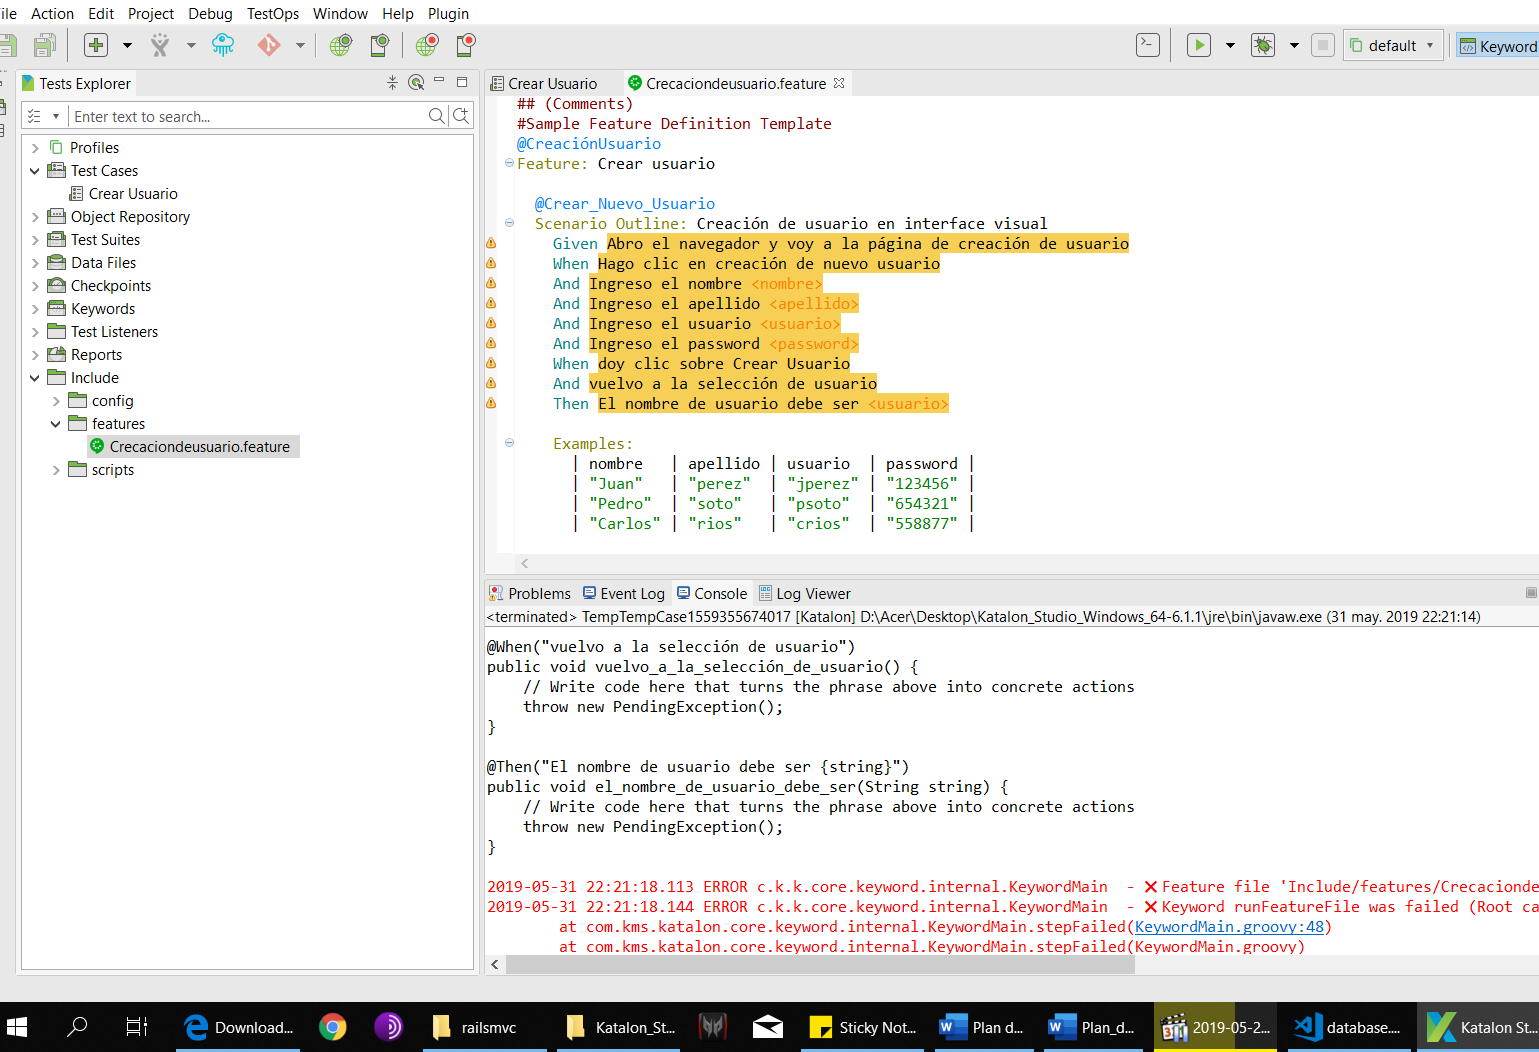 ile Action Edit Project Debug TestOps Window Help Plugin
default
Keyword
Tests Explorer
Enter text to search...
Profiles
Test Cases
Crear Usuario
Object Repository
Test Suites
Data Files
Checkpoints
Keywords
Test Listeners
Reports
Include
config
features
Crecaciondeusuario.feature
scripts
Crear Usuario Crecaciondeusuario.feature
## (Comments)
#Sample Feature Definition Template
@CreaciónUsuario
Feature: Crear usuario
@Crear_Nuevo_Usuario
Scenario Outline: Creación de usuario en interface visual
Given Abro el navegador y voy a la página de creación de usuario
When Hago clic en creación de nuevo usuario
And Ingreso el nombre <nombre>
And Ingreso el apellido <apellido>
And Ingreso el usuario <usuario>
And Ingreso el password <password>
When doy clic sobre Crear Usuario
And vuelvo a la selección de usuario
Then El nombre de usuario debe ser <usuario>
Examples:
| nombre | apellido | usuario | password |
| "Juan" | "perez" | "jperez" | "123456" |
| "Pedro" | "soto" | "psoto" | "654321" |
| "Carlos" | "rios" | "crios" | "558877" |
Problems Event Log Console Log Viewer
<terminated> TempTempCase1559355674017 [Katalon] D:\Acer\Desktop\Katalon_Studio_Windows_64-6.1.1\jre\bin\javaw.exe (31 may. 2019 22:21:14)
@When("vuelvo a la selección de usuario")
public void vuelvo_a_la_selección_de_usuario() {
// Write code here that turns the phrase above into concrete actions
throw new PendingException();
}
@Then("El nombre de usuario debe ser {string}")
public void el_nombre_de_usuario_debe_ser(String string) {
// Write code here that turns the phrase above into concrete actions
throw new PendingException();
}
2019-05-31 22:21:18.113 ERROR c.k.k.core.keyword.internal.KeywordMain - ❌ Feature file 'Include/features/Crecacionde
2019-05-31 22:21:18.144 ERROR c.k.k.core.keyword.internal.KeywordMain - ❌ Keyword runFeatureFile was failed (Root ca
at com.kms.katalon.core.keyword.internal.KeywordMain.stepFailed(KeywordMain.groovy:48)
at com.kms.katalon.core.keyword.internal.KeywordMain.stepFailed(KeywordMain.groovy)
Download... railsmvc Katalon_St... Sticky Not... Plan d... Plan_d... 2019-05-2... database.... Katalon St...